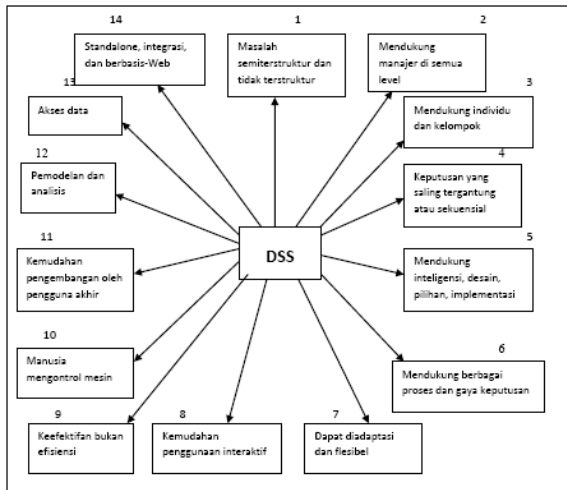 14
Standalone, integrasi,
dan berbasis-Web
1
Masalah
semiterstruktur dan
tidak terstruktur
2
Mendukung
manajer di semua
level
3
Mendukung individu
dan kelompok
4
Keputusan yang
saling tergantung
atau sekuensial
5
Mendukung
inteligensi, desain,
pilihan, implementasi
6
Mendukung berbagai
proses dan gaya keputusan
7
Dapat diadaptasi
dan flesibel
8
Kemudahan
penggunaan interaktif
9
Keefektifan bukan
efisiensi
10
Manusia
mengontrol mesin
11
Kemudahan
pengembangan oleh
pengguna akhir
12
Pemodelan dan
analisis
13
Akses data
DSS